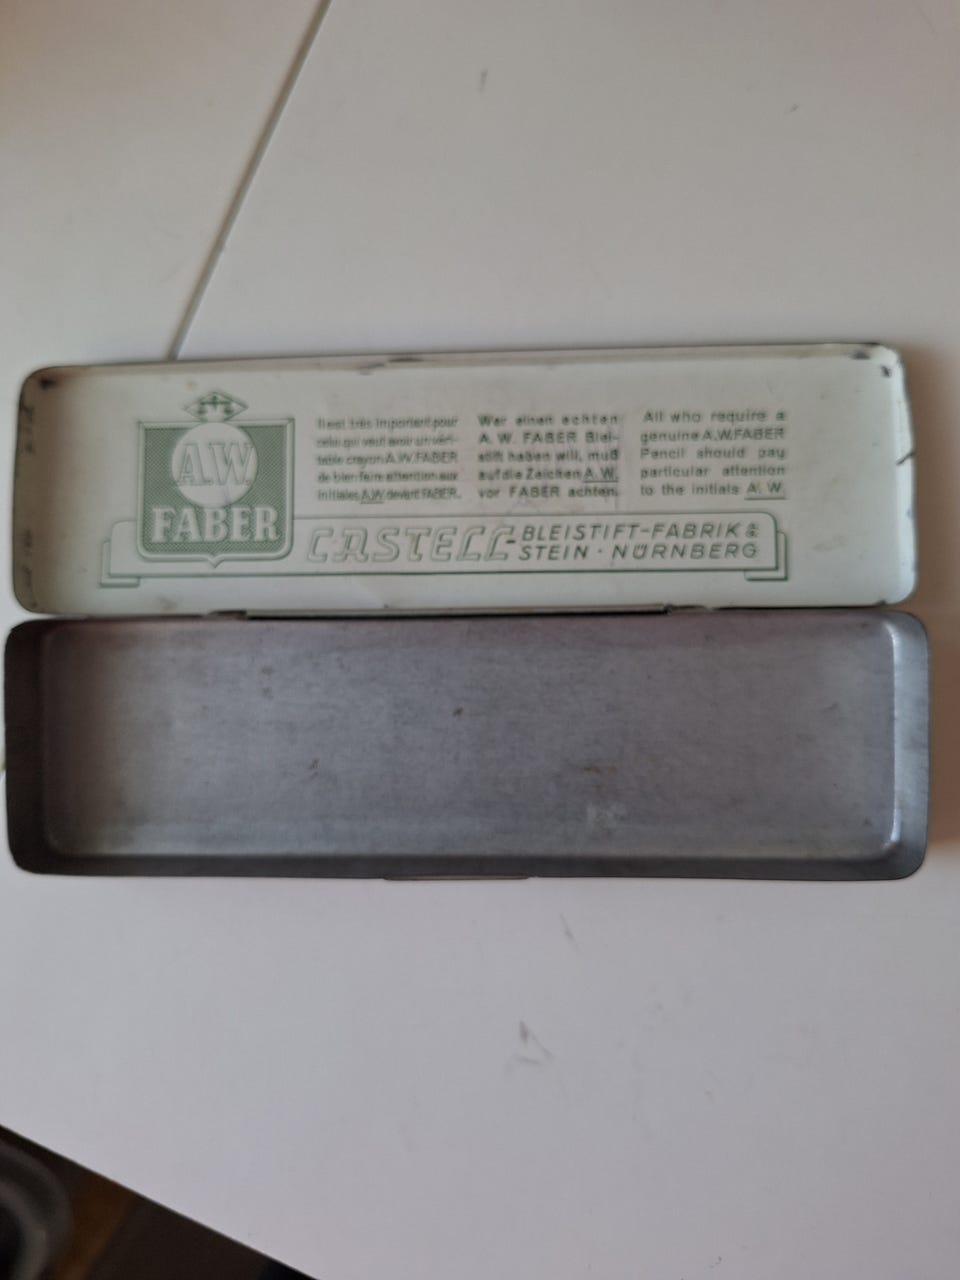 A.W.
FABER
Il est très important pour
celui qui veut avoir un véri-
table crayon A.W. FABER
de bien faire attention aux
initiales A.W. devant FABER.
Wer einen echten
A. W. FABER Blei-
stift haben will, muß
auf die Zeichen A. W.
vor FABER achten.
All who require a
genuine A.W.FABER
Pencil should pay
particular attention
to the initials A. W.
CASTELL-BLEISTIFT-FABRIK
STEIN · NÜRNBERG